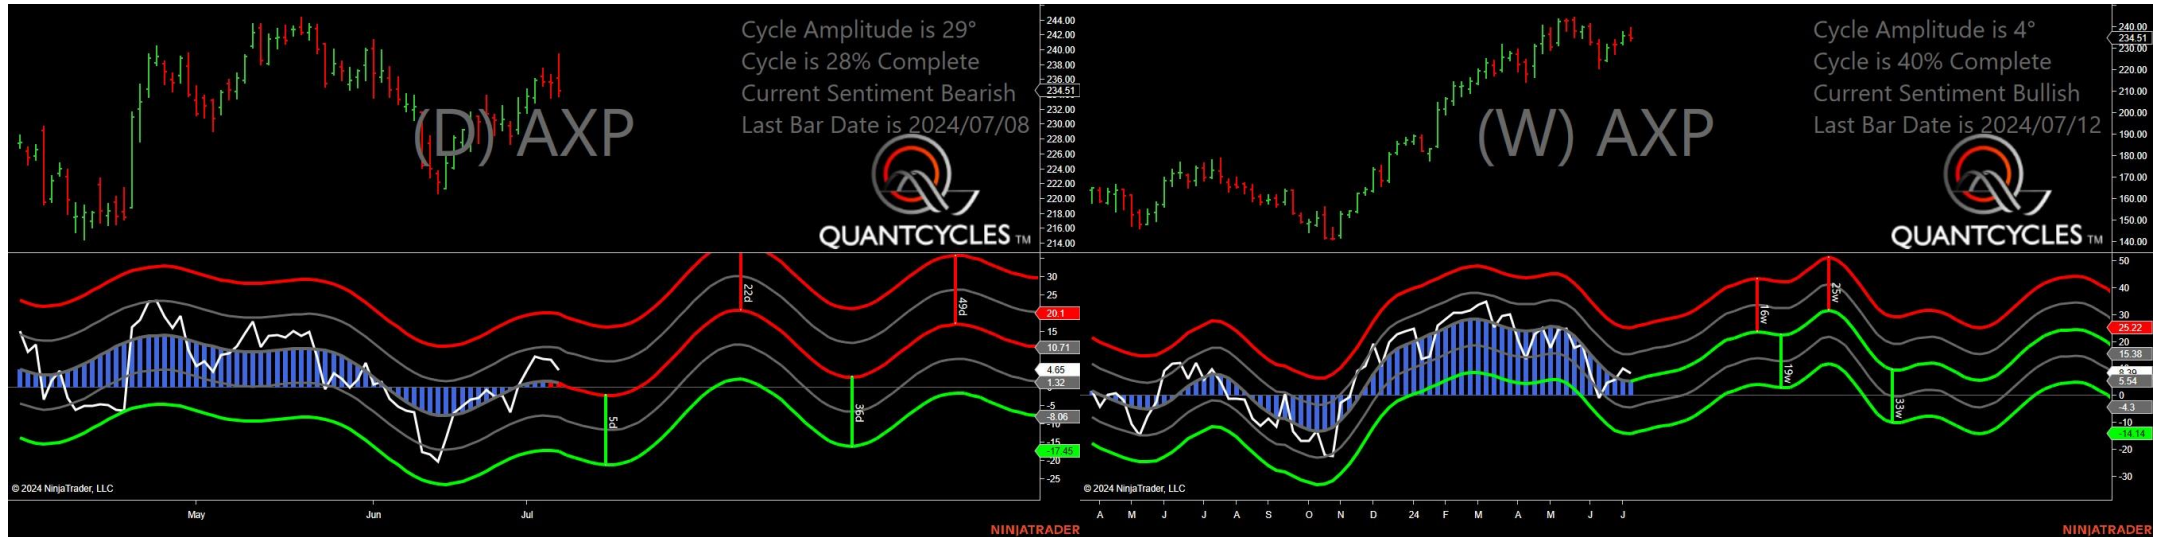 Cycle Amplitude is 29°
Cycle is 28% Complete
Current Sentiment Bearish
Last Bar Date is 2024/07/08
(D) AXP
QUANTCYCLES TM
244.00
242.00
240.00
238.00
236.00
234.51
232.00
230.00
228.00
226.00
224.00
222.00
220.00
218.00
216.00
214.00
22d
49d
5d
36d
30
25
20.1
15
10.71
4.65
1.32
-5
-8.06
-10
-15
-17.45
-20
-25
© 2024 NinjaTrader, LLC
May Jun Jul
NINJATRADER
Cycle Amplitude is 4°
Cycle is 40% Complete
Current Sentiment Bullish
Last Bar Date is 2024/07/12
(W) AXP
QUANTCYCLES TM
240.00
234.51
230.00
220.00
210.00
200.00
190.00
180.00
170.00
160.00
150.00
140.00
16w
25w
19w
33w
50
40
30
25.22
20
15.38
8.39
5.54
0
-4.3
-10
-14.14
-20
-30
© 2024 NinjaTrader, LLC
A M J J A S O N D 24 F M A M J J
NINJATRADER